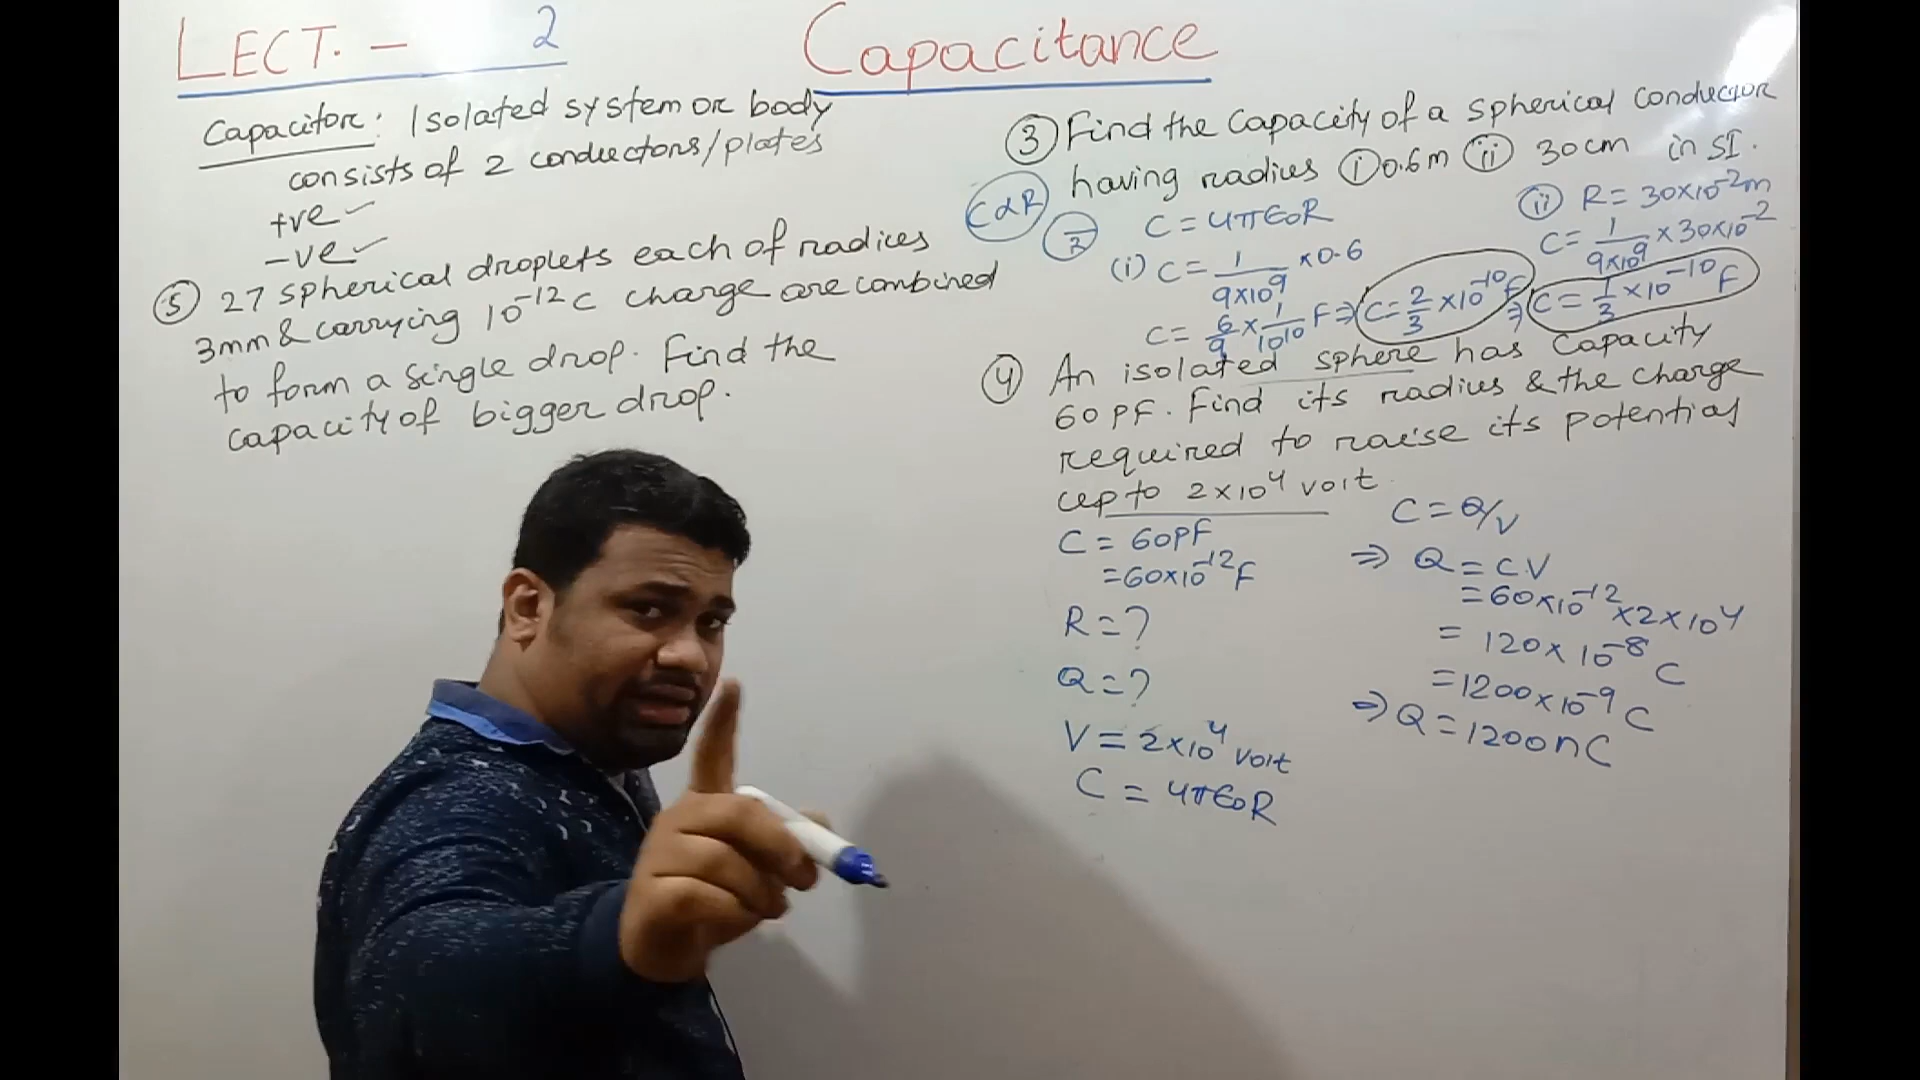 LECT. - 2
Capacitance
Capacitor: Isolated system or body
consists of 2 conductors/plates
+ve ✓
-ve ✓
⑤ 27 spherical droplets each of radius
3mm & carrying 10⁻¹² C charge are combined
to form a single drop. Find the
capacity of bigger drop.
③ Find the capacity of a spherical conductor
having radius ⓘ 0.6m ⓘⓘ 30cm in SI.
C∝R
C = 4π∈₀R
(i) C = 1/9×10⁹ × 0.6
C = 6/9 × 1/10¹⁰ F ⇒ C = 2/3 × 10⁻¹⁰ F
(ii) R = 30×10⁻² m
C = 1/9×10⁹ × 30×10⁻²
⇒ C = 1/3 × 10⁻¹⁰ F
④ An isolated sphere has capacity
60 PF. Find its radius & the charge
required to raise its potential
upto 2×10⁴ volt.
C = 60PF
= 60×10⁻¹² F
R = ?
Q = ?
V = 2×10⁴ volt
C = 4π∈₀R
C = Q/V
⇒ Q = C.V
= 60×10⁻¹² × 2×10⁴
= 120×10⁻⁸ C
= 1200×10⁻⁹ C
⇒ Q = 1200nC